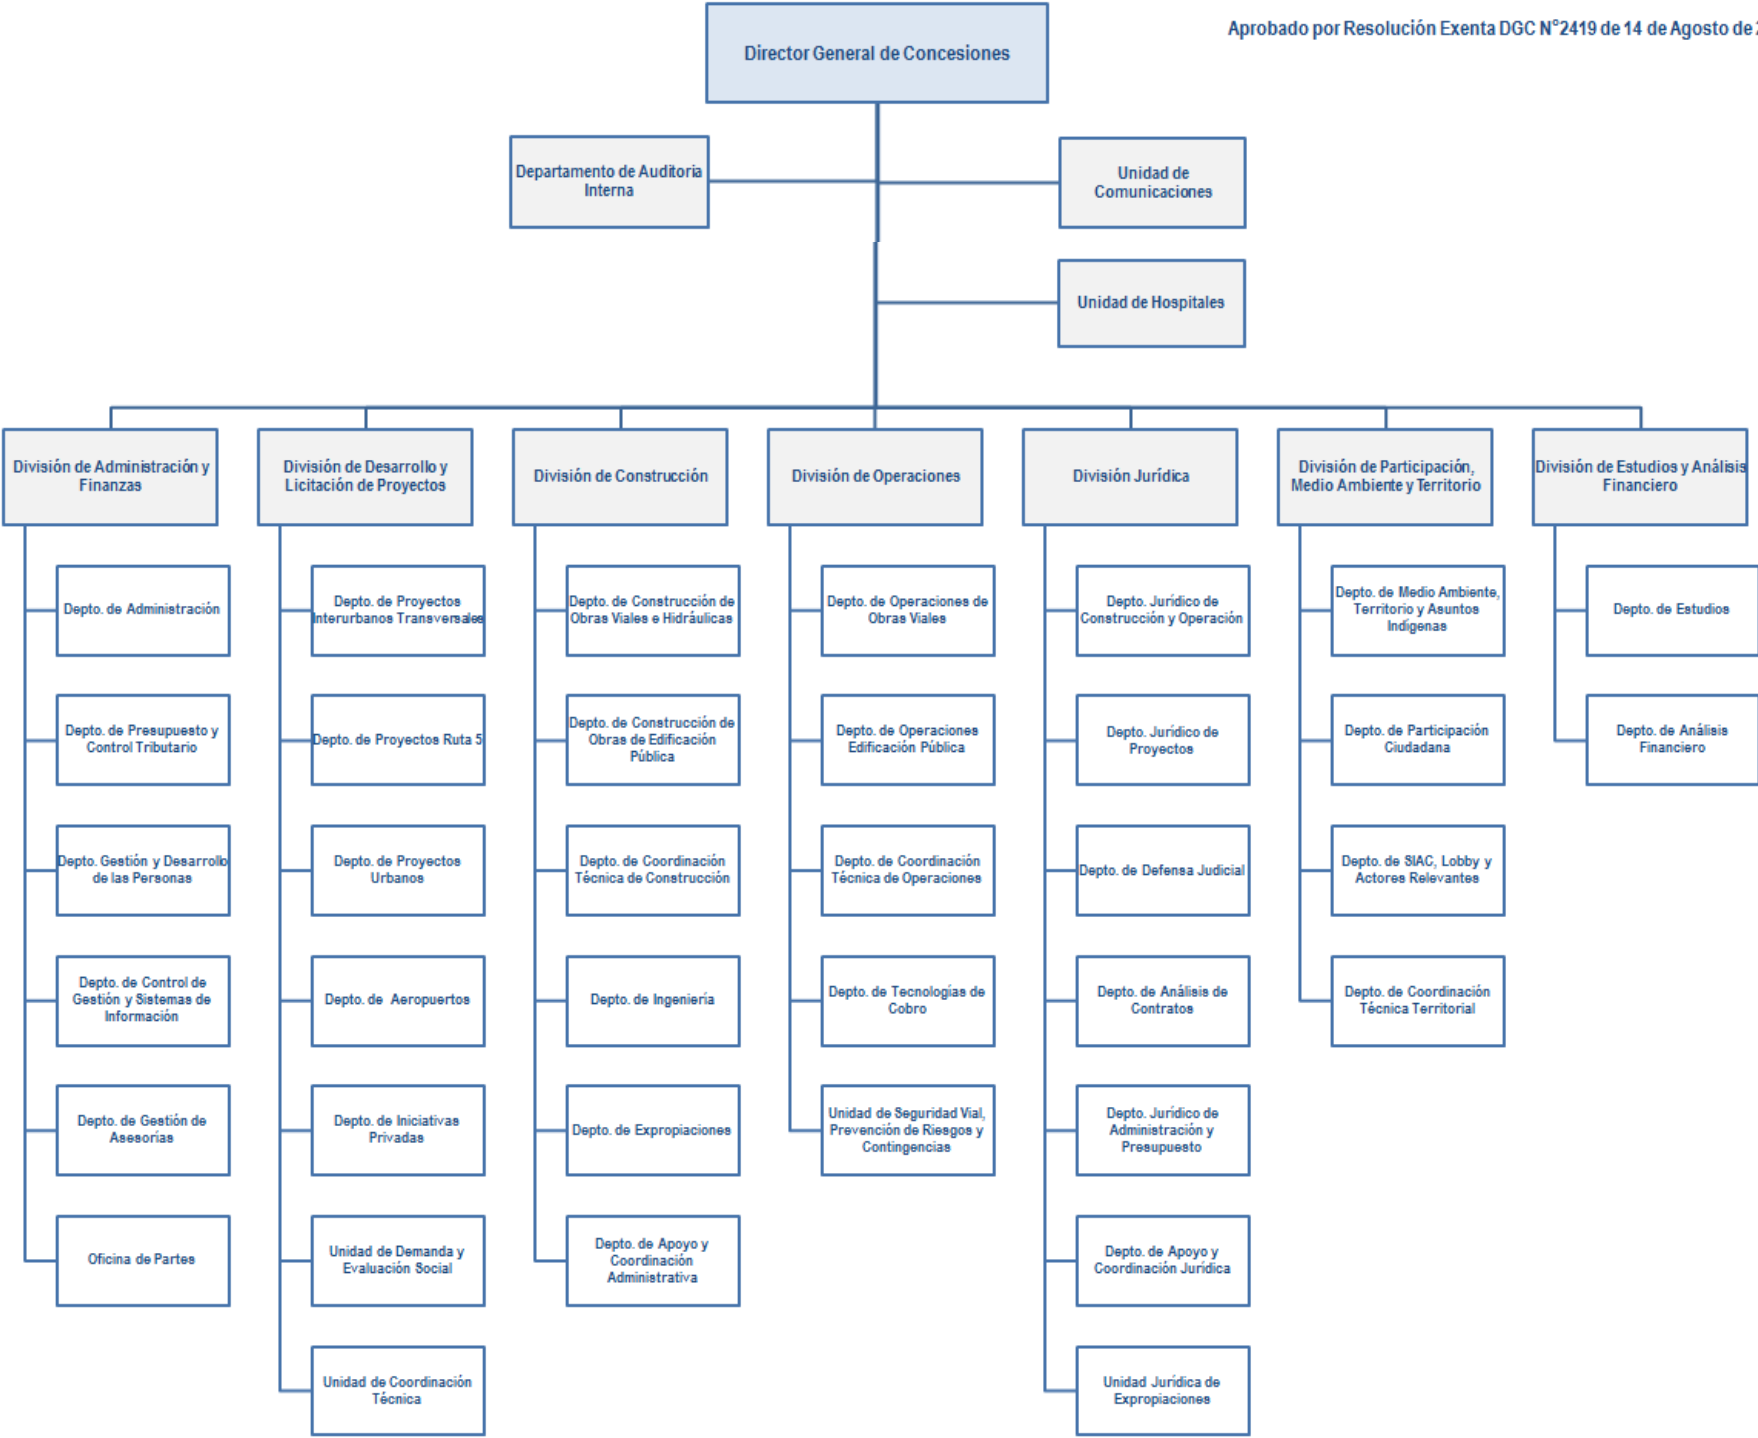 Aprobado por Resolución Exenta DGC N°2419 de 14 de Agosto de
Director General de Concesiones
Departamento de Auditoria
Interna
Unidad de
Comunicaciones
Unidad de Hospitales
División de Administración y
Finanzas
División de Desarrollo y
Licitación de Proyectos
División de Construcción
División de Operaciones
División Jurídica
División de Participación,
Medio Ambiente y Territorio
División de Estudios y Análisis
Financiero
Depto. de Administración
Depto. de Presupuesto y
Control Tributario
Depto. Gestión y Desarrollo
de las Personas
Depto. de Control de
Gestión y Sistemas de
Información
Depto. de Gestión de
Asesorías
Oficina de Partes
Depto. de Proyectos
Interurbanos Transversales
Depto. de Proyectos Ruta 5
Depto. de Proyectos
Urbanos
Depto. de Aeropuertos
Depto. de Iniciativas
Privadas
Unidad de Demanda y
Evaluación Social
Unidad de Coordinación
Técnica
Depto. de Construcción de
Obras Viales e Hidráulicas
Depto. de Construcción de
Obras de Edificación
Pública
Depto. de Coordinación
Técnica de Construcción
Depto. de Ingeniería
Depto. de Expropiaciones
Depto. de Apoyo y
Coordinación
Administrativa
Depto. de Operaciones de
Obras Viales
Depto. de Operaciones
Edificación Pública
Depto. de Coordinación
Técnica de Operaciones
Depto. de Tecnologías de
Cobro
Unidad de Seguridad Vial,
Prevención de Riesgos y
Contingencias
Depto. Jurídico de
Construcción y Operación
Depto. Jurídico de
Proyectos
Depto. de Defensa Judicial
Depto. de Análisis de
Contratos
Depto. Jurídico de
Administración y
Presupuesto
Depto. de Apoyo y
Coordinación Jurídica
Unidad Jurídica de
Expropiaciones
Depto. de Medio Ambiente,
Territorio y Asuntos
Indígenas
Depto. de Participación
Ciudadana
Depto. de SIAC, Lobby y
Actores Relevantes
Depto. de Coordinación
Técnica Territorial
Depto. de Estudios
Depto. de Análisis
Financiero